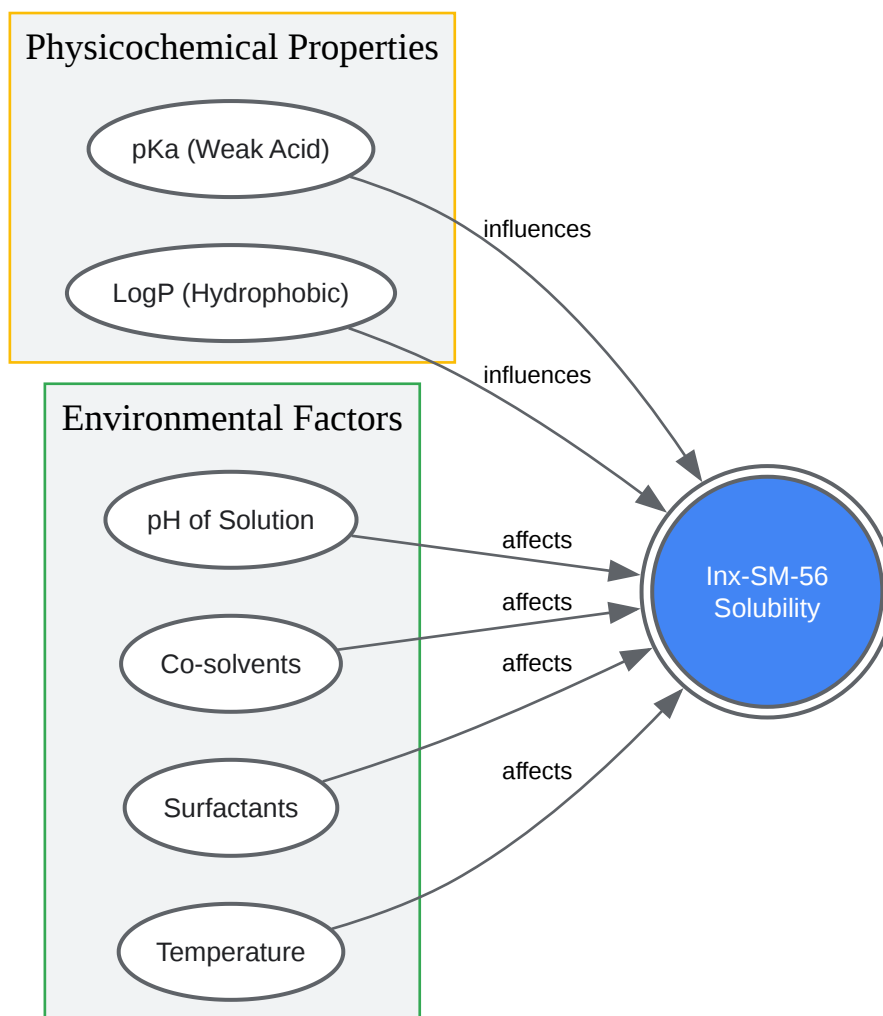 Physicochemical Properties
pKa (Weak Acid)
influences
LogP (Hydrophobic)
influences
Environmental Factors
pH of Solution
affects
Co-solvents
affects
Surfactants
affects
Temperature
affects
Inx-SM-56
Solubility